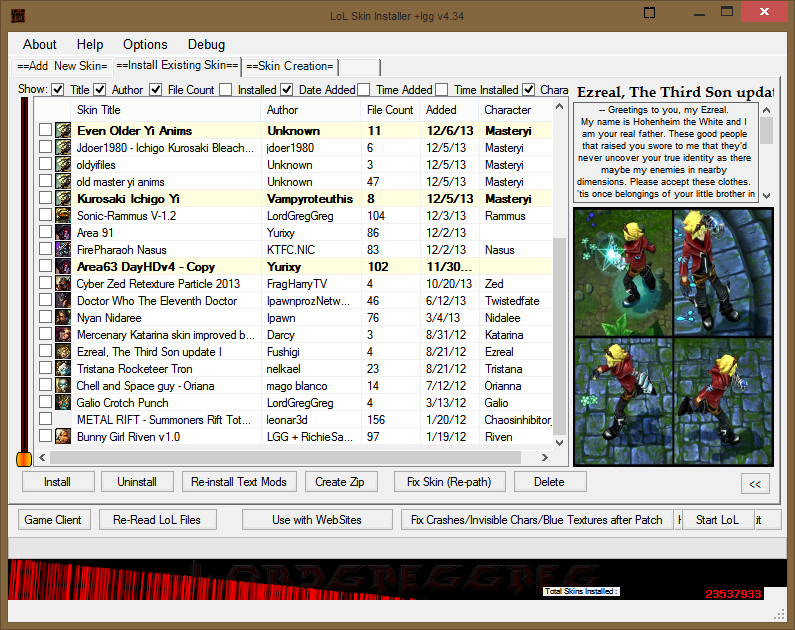 LoL Skin Installer +lgg v4.34
About Help Options Debug
==Add New Skin= ==Install Existing Skin== ==Skin Creation=
Show: Title Author File Count Installed Date Added Time Added Time Installed Chara
Skin Title Author File Count Added Character
Even Older Yi Anims Unknown 11 12/6/13 Masteryi
Jdoer1980 - Ichigo Kurosaki Bleach... jdoer1980 6 12/5/13 Masteryi
oldyifiles Unknown 3 12/5/13 Masteryi
old master yi anims Unknown 47 12/5/13 Masteryi
Kurosaki Ichigo Yi Vampyroteuthis 8 12/5/13 Masteryi
Sonic-Rammus V-1.2 LordGregGreg 104 12/3/13 Rammus
Area 91 Yurixy 86 12/2/13
FirePharaoh Nasus KTFC.NIC 83 12/2/13 Nasus
Area63 DayHDv4 - Copy Yurixy 102 11/30...
Cyber Zed Retexture Particle 2013 FragHarryTV 4 10/20/13 Zed
Doctor Who The Eleventh Doctor IpawnprozNetw... 46 6/12/13 Twistedfate
Nyan Nidaree Ipawn 76 3/4/13 Nidalee
Mercenary Katarina skin improved b... Darcy 3 8/31/12 Katarina
Ezreal, The Third Son update I Fushigi 4 8/21/12 Ezreal
Tristana Rocketeer Tron nelkael 23 8/21/12 Tristana
Chell and Space guy - Oriana mago blanco 14 7/12/12 Orianna
Galio Crotch Punch LordGregGreg 4 3/13/12 Galio
METAL RIFT - Summoners Rift Tot... leonar3d 156 1/20/12 Chaosinhibitor
Bunny Girl Riven v1.0 LGG + RichieSa... 97 1/19/12 Riven
Ezreal, The Third Son updat
-- Greetings to you, my Ezreal.
My name is Hohenheim the White and I
am your real father. These good people
that raised you swore to me that they'd
never uncover your true identity as there
maybe my enemies in nearby
dimensions. Please accept these clothes.
'tis once belongings of your little brother in
Install Uninstall Re-install Text Mods Create Zip Fix Skin (Re-path) Delete <<
Game Client Re-Read LoL Files Use with WebSites Fix Crashes/Invisible Chars/Blue Textures after Patch Start LoL it
LORDGREGGREG
Total Skins Installed : 23537933